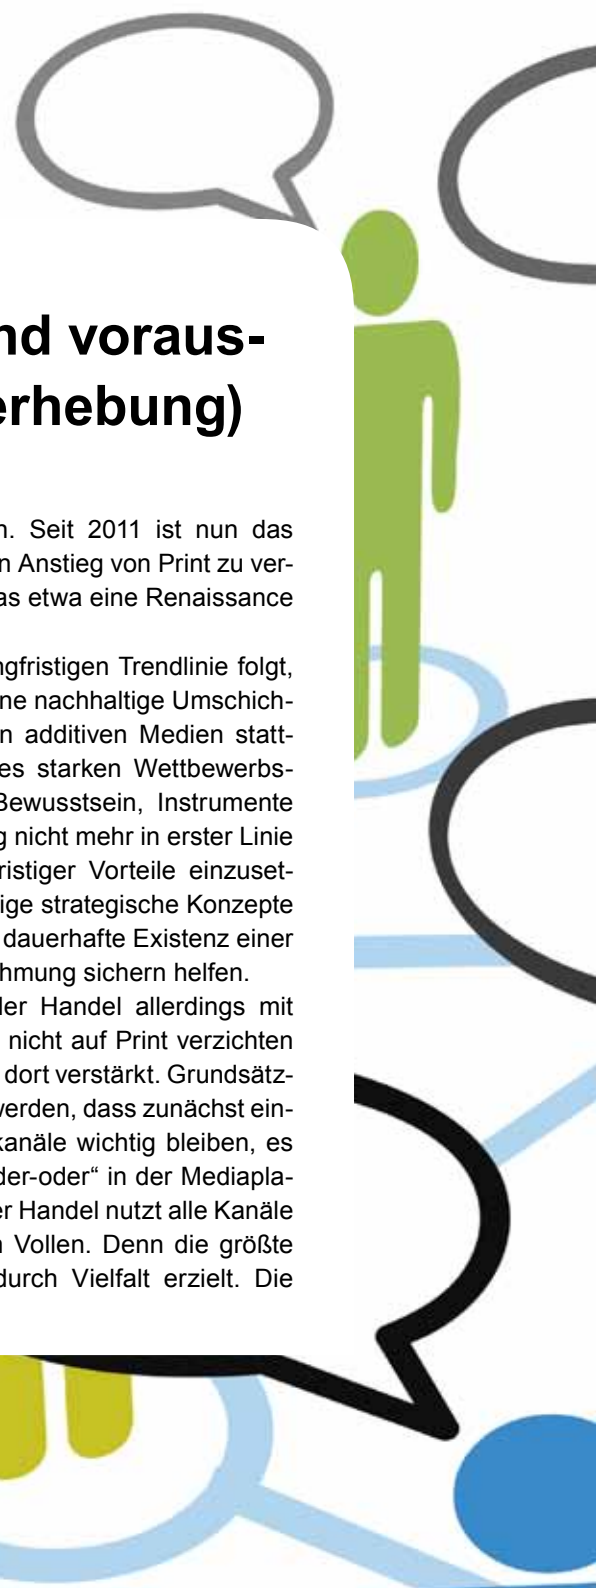 nd voraus-
erhebung)
n. Seit 2011 ist nun das
n Anstieg von Print zu ver-
as etwa eine Renaissance
ngfristigen Trendlinie folgt,
ne nachhaltige Umschich-
n additiven Medien statt-
es starken Wettbewerbs-
Bewusstsein, Instrumente
g nicht mehr in erster Linie
ristiger Vorteile einzuset-
ige strategische Konzepte
dauerhafte Existenz einer
hmung sichern helfen.
der Handel allerdings mit
nicht auf Print verzichten
dort verstärkt. Grundsätz-
werden, dass zunächst ein-
kanäle wichtig bleiben, es
der-oder“ in der Mediapla-
er Handel nutzt alle Kanäle
n Vollen. Denn die größte
durch Vielfalt erzielt. Die